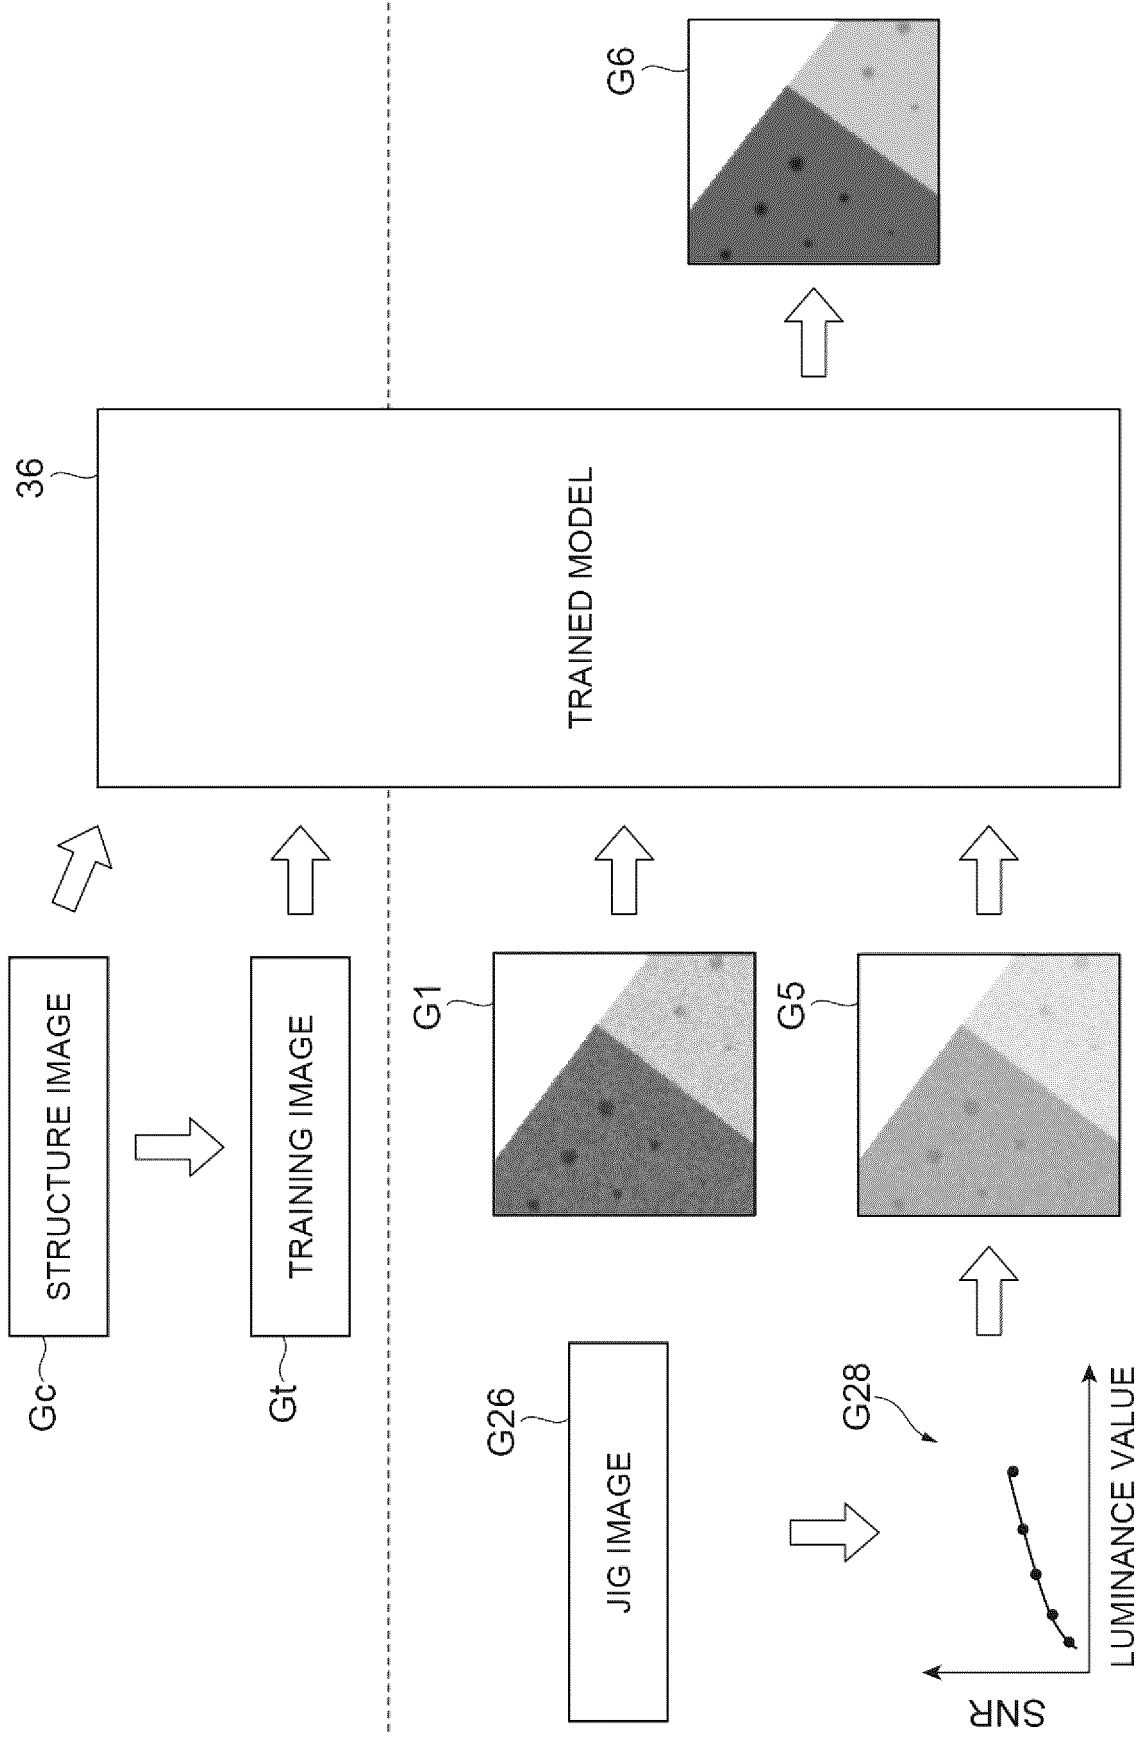 Gc
STRUCTURE IMAGE
Gt
TRAINING IMAGE
36
TRAINED MODEL
G26
JIG IMAGE
G1
G28
SNR
LUMINANCE VALUE
G5
G6